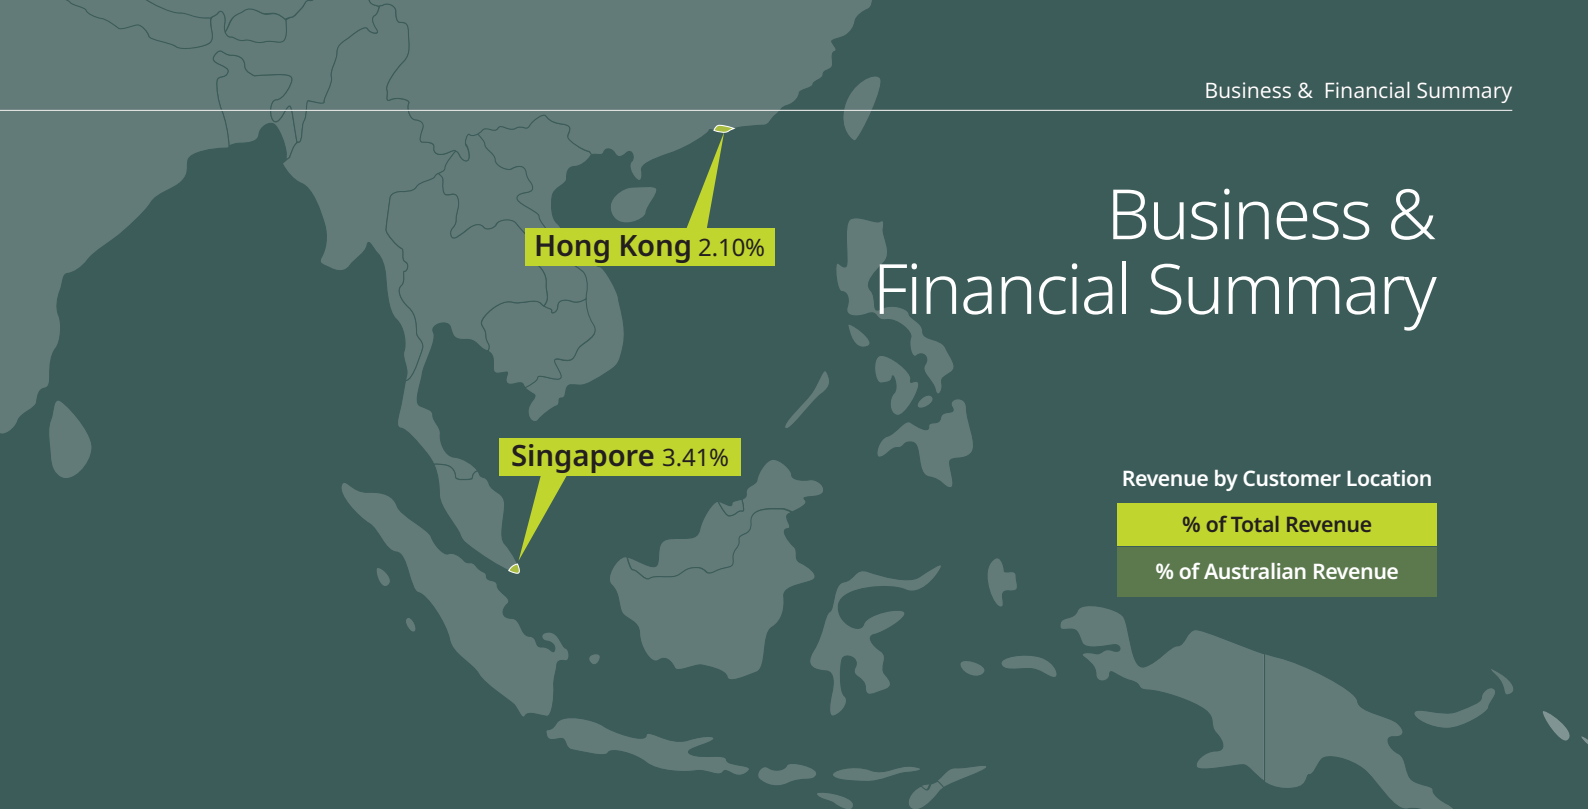 Business &  Financial Summary
Business &
Financial Summary
Hong Kong 2.10%
Singapore 3.41%
Revenue by Customer Location
% of Total Revenue
% of Australian Revenue